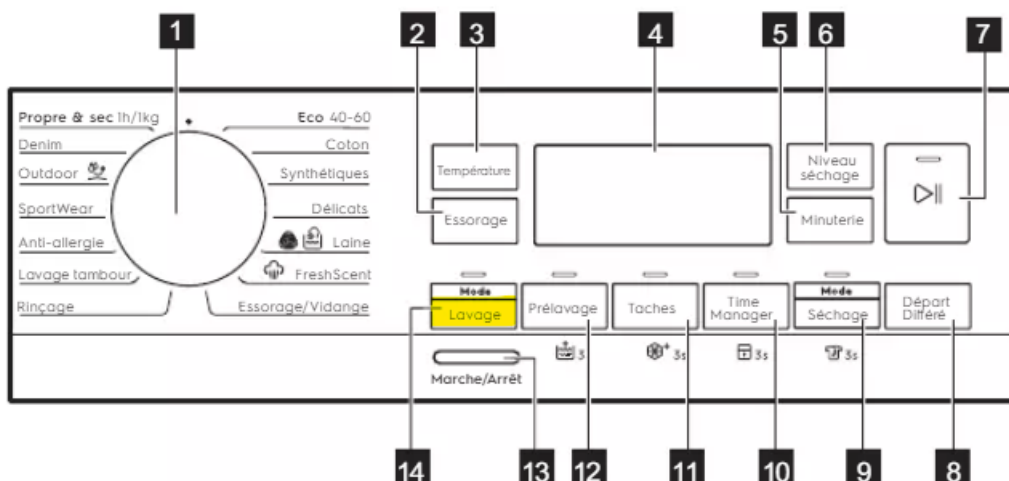 1
2
3
4
5
6
7
Propre & sec 1h/1kg
Denim
Outdoor
SportWear
Anti-allergie
Lavage tambour
Rinçage
Eco 40-60
Coton
Synthétiques
Délicats
Laine
FreshScent
Essorage/Vidange
Température
Essorage
Niveau
séchage
Minuterie
Mode
Lavage
Prélavage
Taches
Time
Manager
Mode
Séchage
Départ
Différé
3
3s
3s
3s
Marche/Arrêt
14
13
12
11
10
9
8